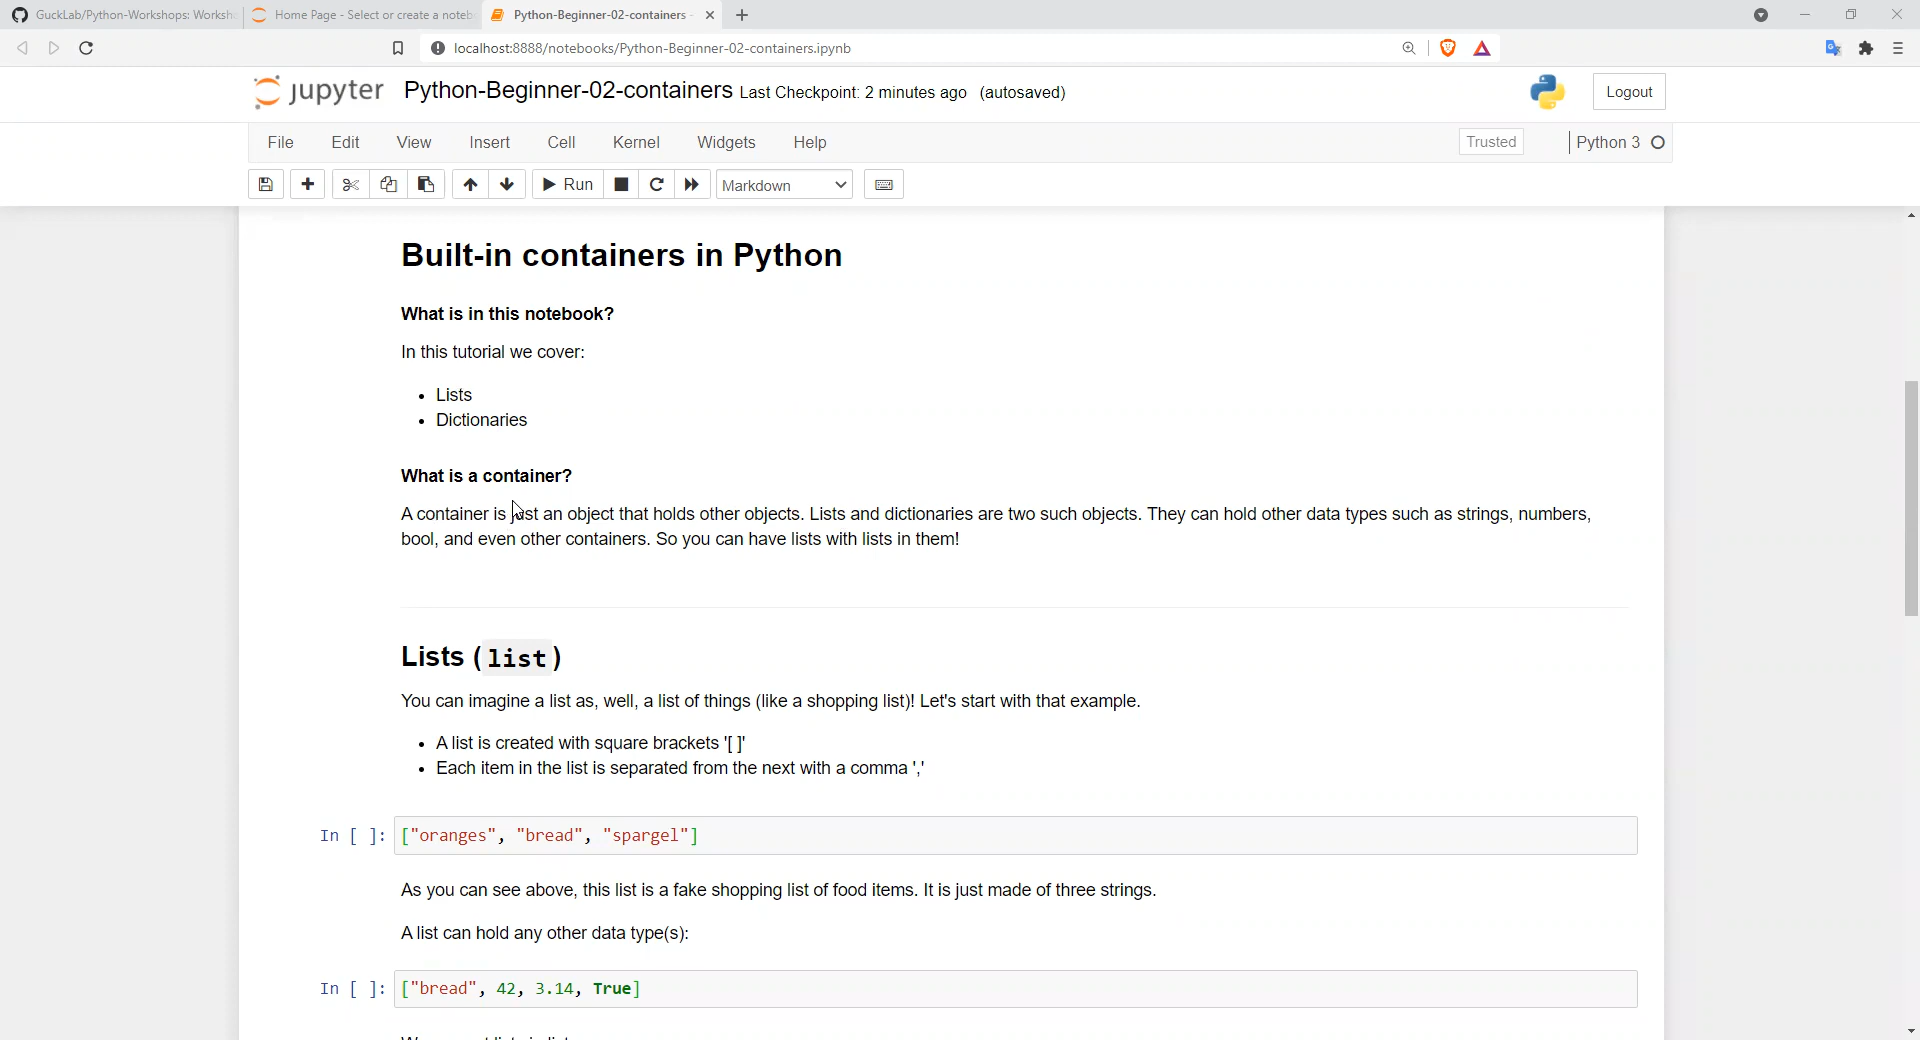 GuckLab/Python-Workshops: Worksh
Home Page - Select or create a noteb
Python-Beginner-02-containers -
localhost:8888/notebooks/Python-Beginner-02-containers.ipynb
jupyter Python-Beginner-02-containers Last Checkpoint: 2 minutes ago (autosaved)
Logout
File Edit View Insert Cell Kernel Widgets Help
Trusted
Python 3
Run
Markdown
Built-in containers in Python
What is in this notebook?
In this tutorial we cover:
• Lists
• Dictionaries
What is a container?
A container is just an object that holds other objects. Lists and dictionaries are two such objects. They can hold other data types such as strings, numbers,
bool, and even other containers. So you can have lists with lists in them!
Lists (list)
You can imagine a list as, well, a list of things (like a shopping list)! Let's start with that example.
• A list is created with square brackets '[ ]'
• Each item in the list is separated from the next with a comma ','
In [ ]: ["oranges", "bread", "spargel"]
As you can see above, this list is a fake shopping list of food items. It is just made of three strings.
A list can hold any other data type(s):
In [ ]: ["bread", 42, 3.14, True]